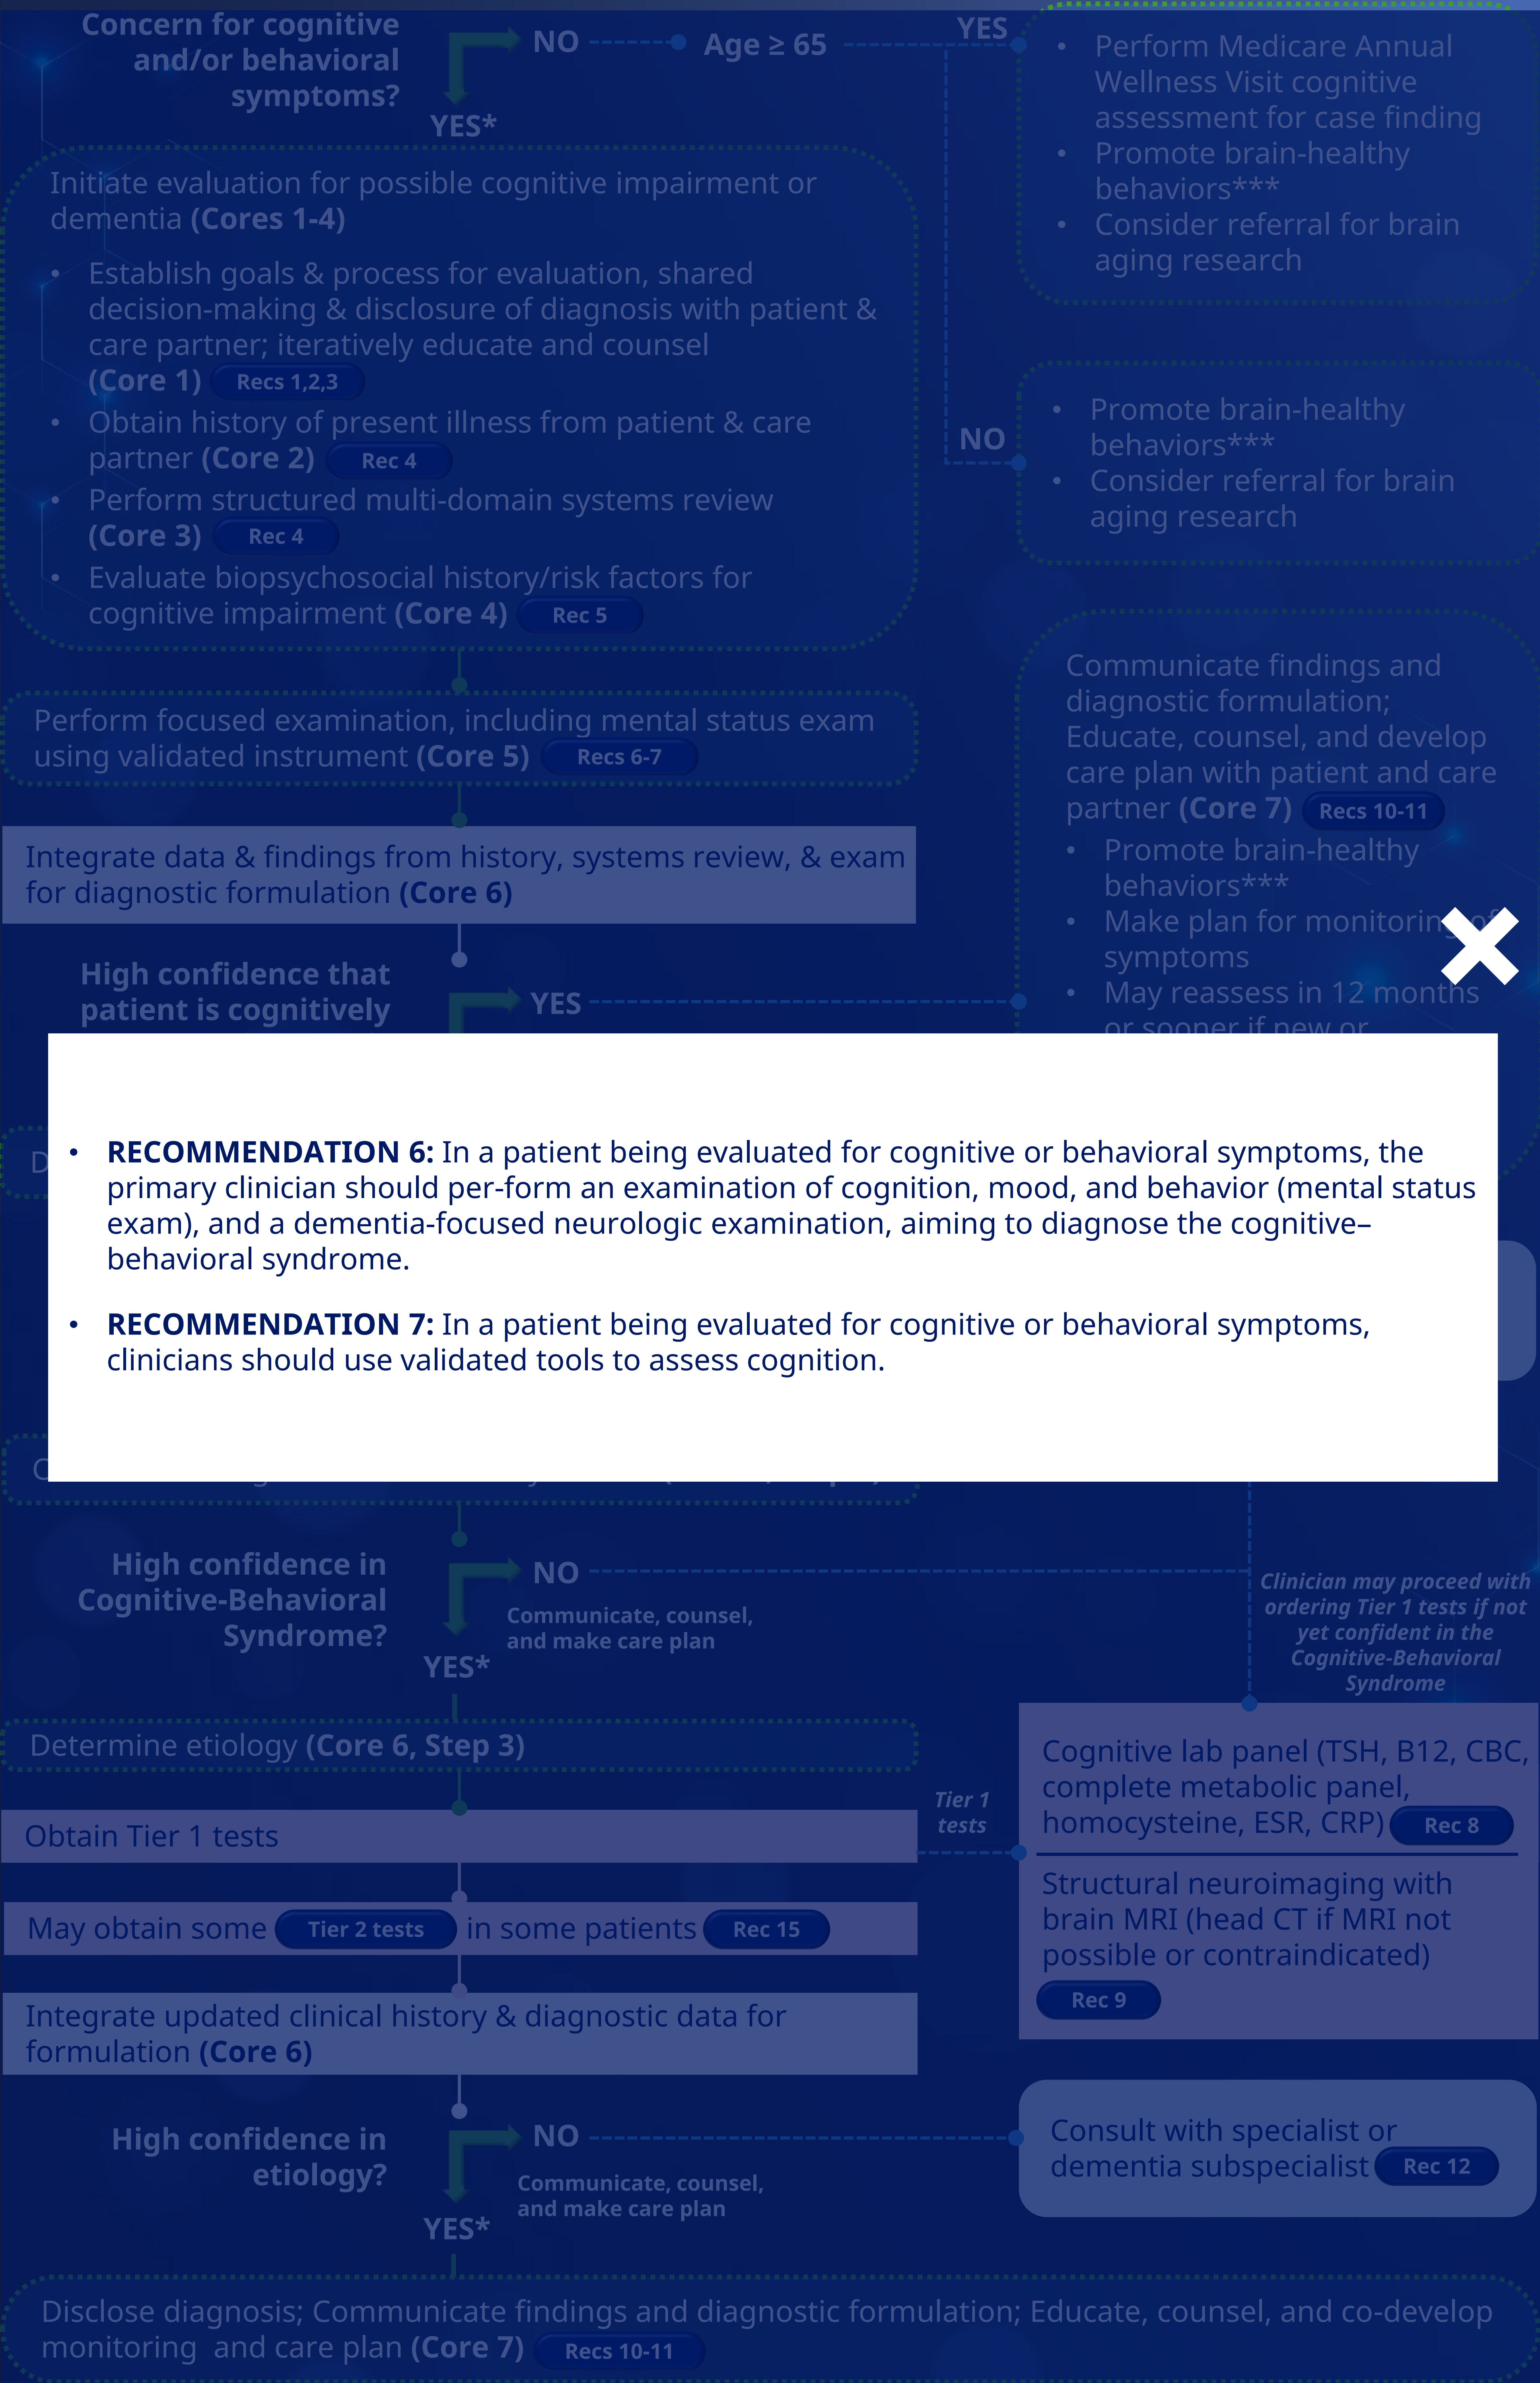 Concern for cognitive
and/or behavioral
symptoms?
NO
Age ≥ 65
YES
YES*
• Perform Medicare Annual
Wellness Visit cognitive
assessment for case finding
• Promote brain-healthy
behaviors***
• Consider referral for brain
aging research
Initiate evaluation for possible cognitive impairment or
dementia (Cores 1-4)
• Establish goals & process for evaluation, shared
decision-making & disclosure of diagnosis with patient &
care partner; iteratively educate and counsel
(Core 1) Recs 1,2,3
• Obtain history of present illness from patient & care
partner (Core 2) Rec 4
• Perform structured multi-domain systems review
(Core 3) Rec 4
• Evaluate biopsychosocial history/risk factors for
cognitive impairment (Core 4) Rec 5
NO
• Promote brain-healthy
behaviors***
• Consider referral for brain
aging research
Perform focused examination, including mental status exam
using validated instrument (Core 5) Recs 6-7
Integrate data & findings from history, systems review, & exam
for diagnostic formulation (Core 6)
High confidence that
patient is cognitively
YES
Communicate findings and
diagnostic formulation;
Educate, counsel, and develop
care plan with patient and care
partner (Core 7) Recs 10-11
• Promote brain-healthy
behaviors***
• Make plan for monitoring of
symptoms
• May reassess in 12 months
or sooner if new or
• RECOMMENDATION 6: In a patient being evaluated for cognitive or behavioral symptoms, the
primary clinician should per-form an examination of cognition, mood, and behavior (mental status
exam), and a dementia-focused neurologic examination, aiming to diagnose the cognitive–
behavioral syndrome.
• RECOMMENDATION 7: In a patient being evaluated for cognitive or behavioral symptoms,
clinicians should use validated tools to assess cognition.
High confidence in
Cognitive-Behavioral
Syndrome?
NO
Communicate, counsel,
and make care plan
YES*
Clinician may proceed with
ordering Tier 1 tests if not
yet confident in the
Cognitive-Behavioral
Syndrome
Determine etiology (Core 6, Step 3)
Obtain Tier 1 tests
Tier 1
tests
Cognitive lab panel (TSH, B12, CBC,
complete metabolic panel,
homocysteine, ESR, CRP) Rec 8
Structural neuroimaging with
brain MRI (head CT if MRI not
possible or contraindicated)
Rec 9
May obtain some Tier 2 tests in some patients Rec 15
Integrate updated clinical history & diagnostic data for
formulation (Core 6)
High confidence in
etiology?
NO
Communicate, counsel,
and make care plan
YES*
Consult with specialist or
dementia subspecialist Rec 12
Disclose diagnosis; Communicate findings and diagnostic formulation; Educate, counsel, and co-develop
monitoring and care plan (Core 7) Recs 10-11